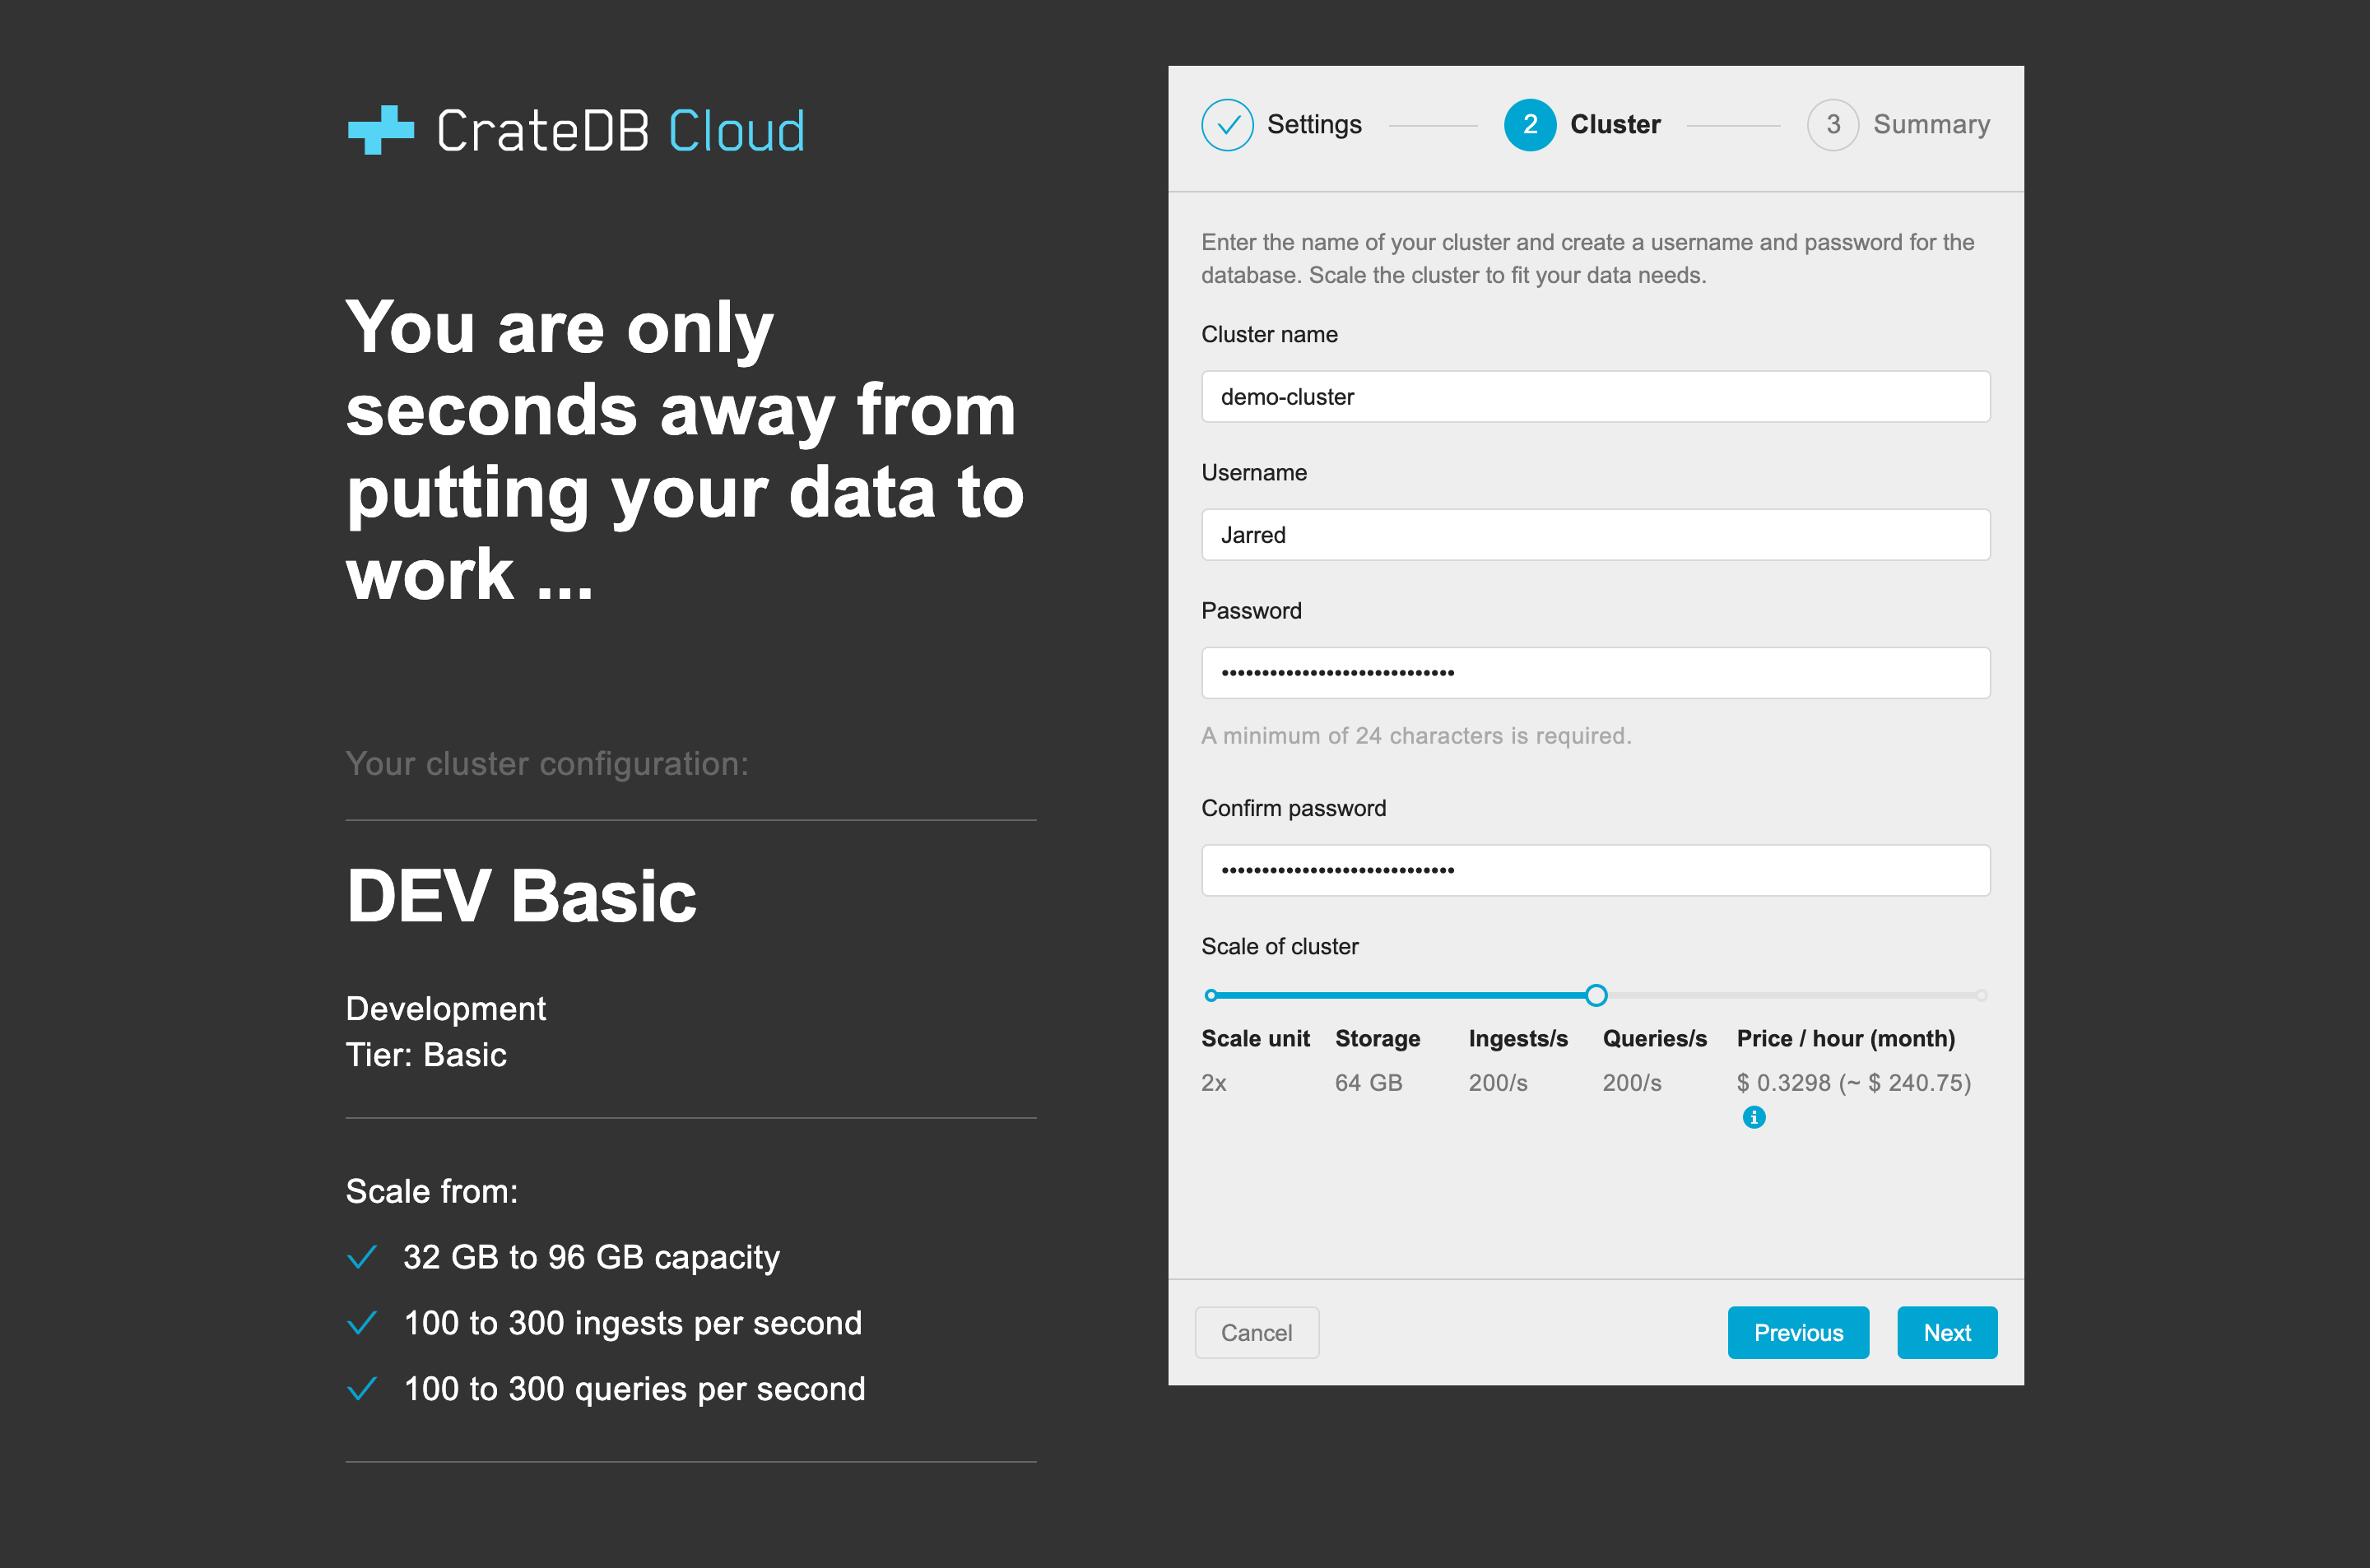 CrateDB Cloud
You are only
seconds away from
putting your data to
work ...
Your cluster configuration:
DEV Basic
Development
Tier: Basic
Scale from:
32 GB to 96 GB capacity
100 to 300 ingests per second
100 to 300 queries per second
Settings 2 Cluster 3 Summary
Enter the name of your cluster and create a username and password for the
database. Scale the cluster to fit your data needs.
Cluster name
demo-cluster
Username
Jarred
Password
•••••••••••••••••••••••••••••
A minimum of 24 characters is required.
Confirm password
•••••••••••••••••••••••••••••
Scale of cluster
Scale unit Storage Ingests/s Queries/s Price / hour (month)
2x 64 GB 200/s 200/s $ 0.3298 (~ $ 240.75)
i
Cancel Previous Next